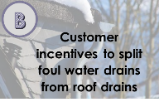 B
Customer
incentives to split
foul water drains
from roof drains